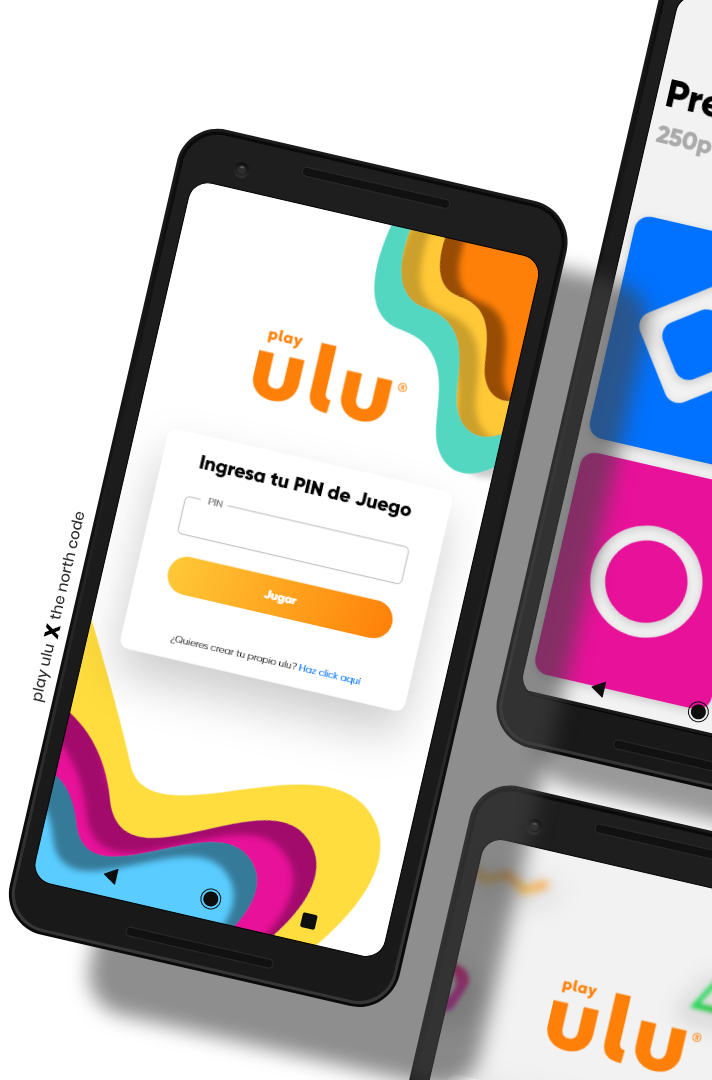 play
ulu®
Ingresa tu PIN de Juego
PIN
Jugar
¿Quieres crear tu propio ulu? Haz click aquí
play ulu X the north code
Pre
250p
play
ulu®